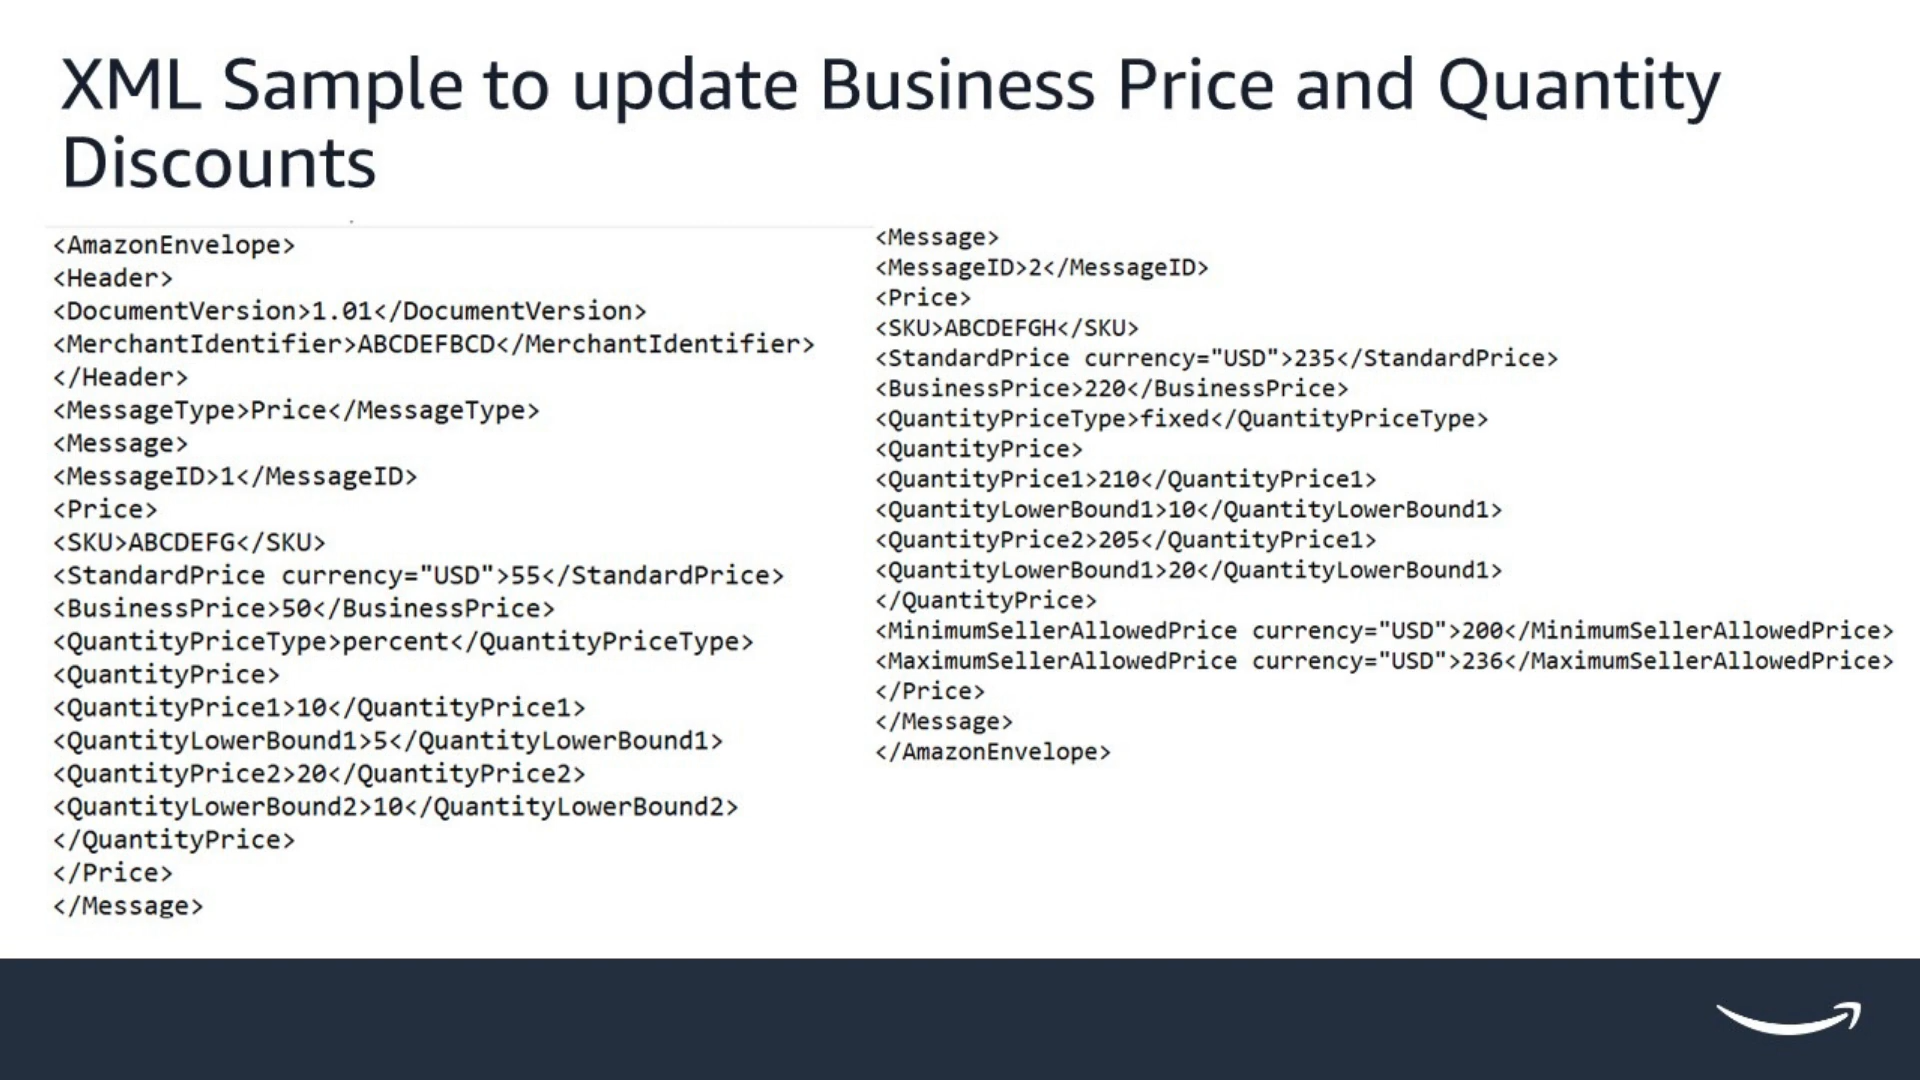 XML Sample to update Business Price and Quantity
Discounts
<AmazonEnvelope>
<Header>
<DocumentVersion>1.01</DocumentVersion>
<MerchantIdentifier>ABCDEFBCD</MerchantIdentifier>
</Header>
<MessageType>Price</MessageType>
<Message>
<MessageID>1</MessageID>
<Price>
<SKU>ABCDEFG</SKU>
<StandardPrice currency="USD">55</StandardPrice>
<BusinessPrice>50</BusinessPrice>
<QuantityPriceType>percent</QuantityPriceType>
<QuantityPrice>
<QuantityPrice1>10</QuantityPrice1>
<QuantityLowerBound1>5</QuantityLowerBound1>
<QuantityPrice2>20</QuantityPrice2>
<QuantityLowerBound2>10</QuantityLowerBound2>
</QuantityPrice>
</Price>
</Message>
<Message>
<MessageID>2</MessageID>
<Price>
<SKU>ABCDEFGH</SKU>
<StandardPrice currency="USD">235</StandardPrice>
<BusinessPrice>220</BusinessPrice>
<QuantityPriceType>fixed</QuantityPriceType>
<QuantityPrice>
<QuantityPrice1>210</QuantityPrice1>
<QuantityLowerBound1>10</QuantityLowerBound1>
<QuantityPrice2>205</QuantityPrice1>
<QuantityLowerBound1>20</QuantityLowerBound1>
</QuantityPrice>
<MinimumSellerAllowedPrice currency="USD">200</MinimumSellerAllowedPrice>
<MaximumSellerAllowedPrice currency="USD">236</MaximumSellerAllowedPrice>
</Price>
</Message>
</AmazonEnvelope>